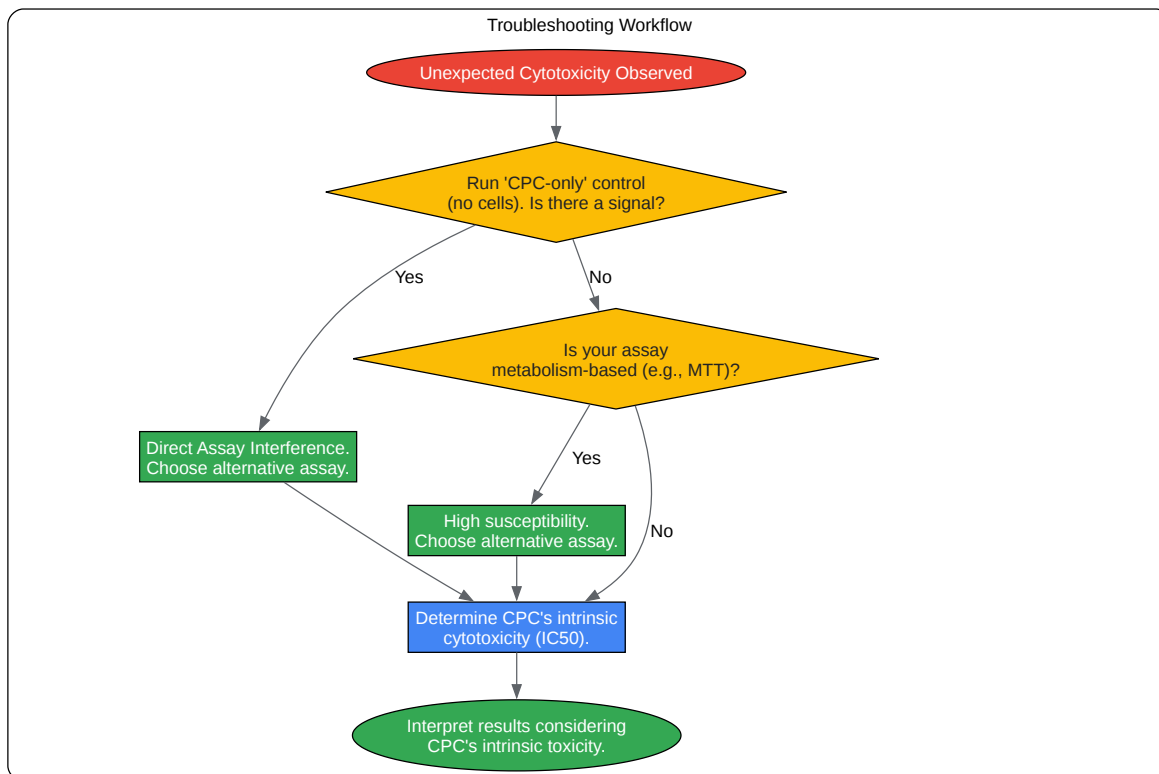 Troubleshooting Workflow
Unexpected Cytotoxicity Observed
Run 'CPC-only' control
(no cells). Is there a signal?
Yes
No
Is your assay
metabolism-based (e.g., MTT)?
Direct Assay Interference.
Choose alternative assay.
Yes
High susceptibility.
Choose alternative assay.
No
Determine CPC's intrinsic
cytotoxicity (IC50).
Interpret results considering
CPC's intrinsic toxicity.